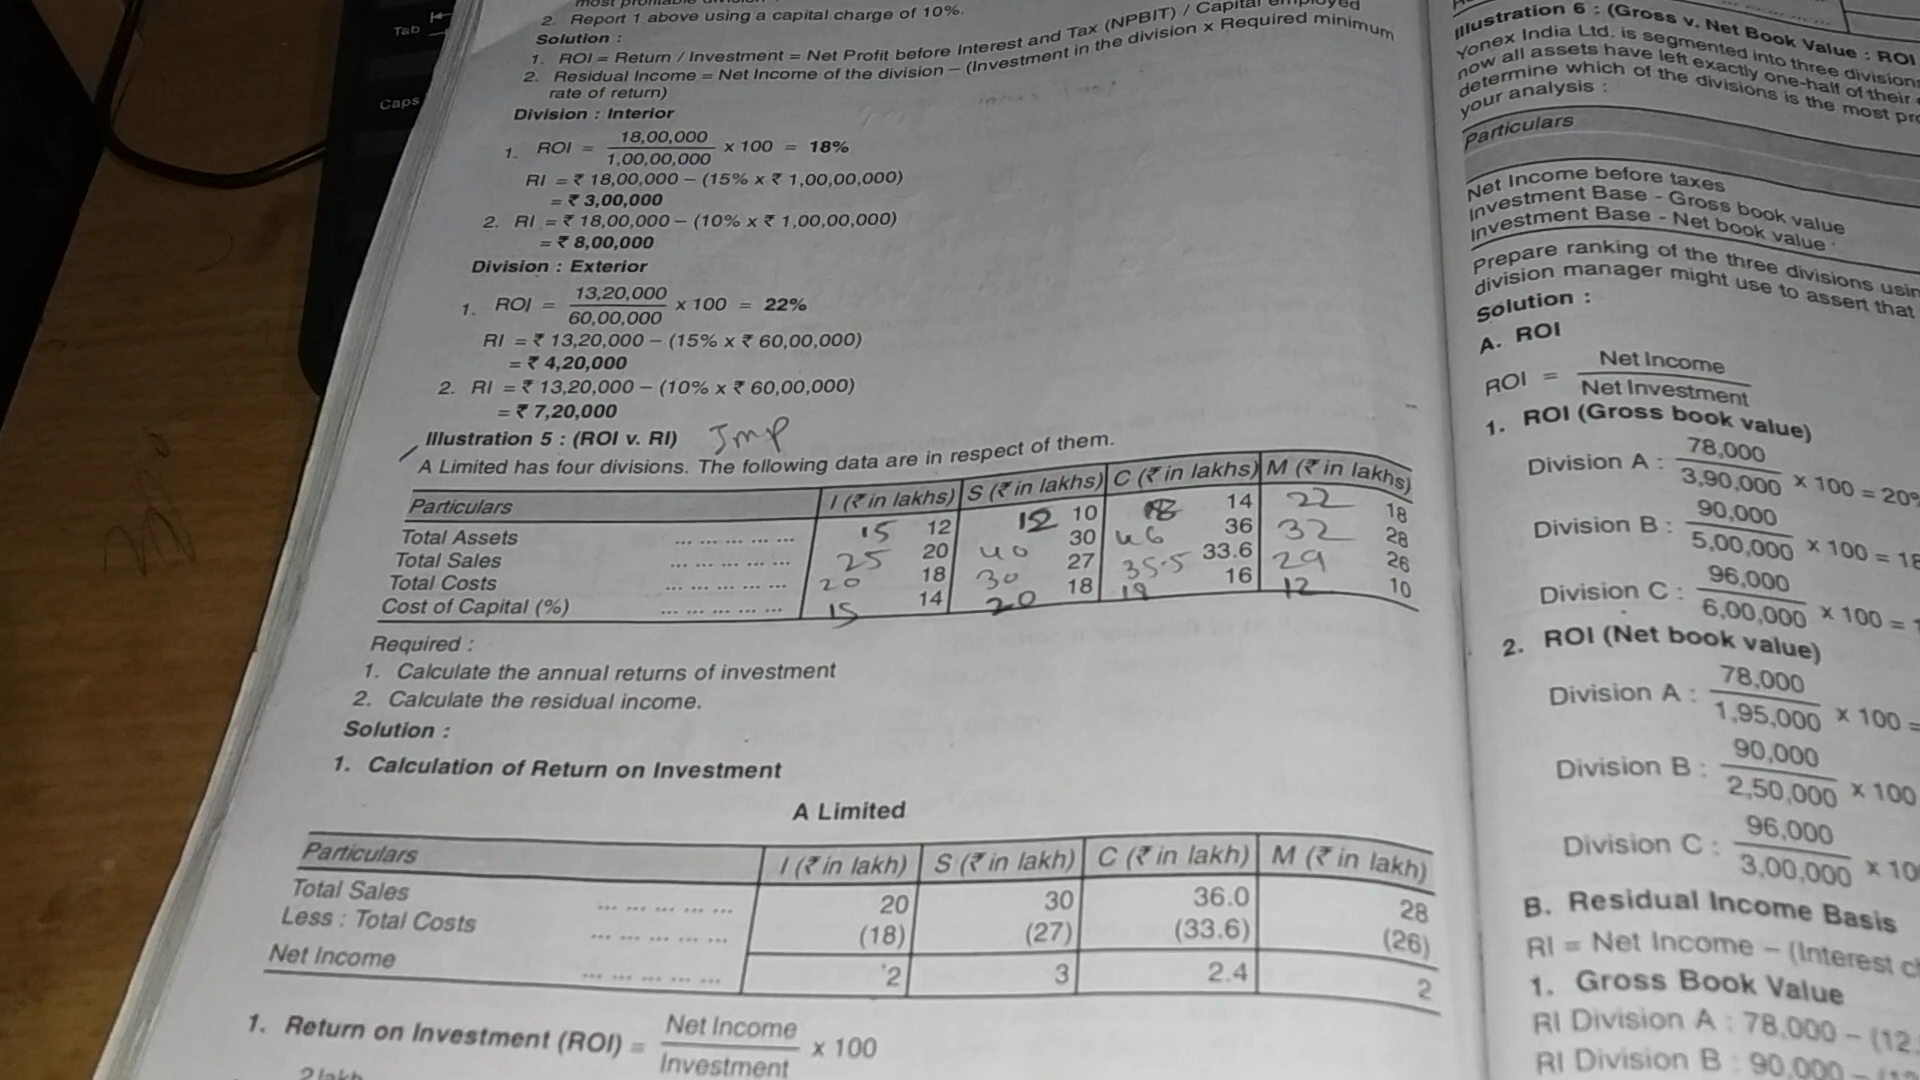 Tab
Caps
2. Report 1 above using a capital charge of 10%.
Solution :
1. ROI = Return / Investment = Net Profit before Interest and Tax (NPBIT) / Capital employed
2. Residual Income = Net Income of the division – (Investment in the division x Required minimum
rate of return)
Division : Interior
1. ROI = 18,00,000 / 1,00,00,000 x 100 = 18%
RI = ₹ 18,00,000 – (15% x ₹ 1,00,00,000)
= ₹ 3,00,000
2. RI = ₹ 18,00,000 – (10% x ₹ 1,00,00,000)
= ₹ 8,00,000
Division : Exterior
1. ROI = 13,20,000 / 60,00,000 x 100 = 22%
RI = ₹ 13,20,000 – (15% x ₹ 60,00,000)
= ₹ 4,20,000
2. RI = ₹ 13,20,000 – (10% x ₹ 60,00,000)
= ₹ 7,20,000
Illustration 5 : (ROI v. RI) Imp
A Limited has four divisions. The following data are in respect of them.
Particulars I (₹ in lakhs) S (₹ in lakhs) C (₹ in lakhs) M (₹ in lakhs)
Total Assets ... ... ... ... ... 15 12 12 10 18 14 22 18
Total Sales ... ... ... ... ... 25 20 40 30 46 36 32 28
Total Costs ... ... ... ... ... 20 18 30 27 35.5 33.6 29 26
Cost of Capital (%) ... ... ... ... ... 15 14 20 18 16 12 10
Required :
1. Calculate the annual returns of investment
2. Calculate the residual income.
Solution :
1. Calculation of Return on Investment
A Limited
Particulars I (₹ in lakh) S (₹ in lakh) C (₹ in lakh) M (₹ in lakh)
Total Sales ... ... ... ... ... 20 30 36.0 28
Less : Total Costs ... ... ... ... ... (18) (27) (33.6) (26)
Net Income ... ... ... ... ... 2 3 2.4 2
1. Return on Investment (ROI) = Net Income / Investment x 100
2 lakh
Illustration 6 : (Gross v. Net Book Value : ROI
Yonex India Ltd. is segmented into three divisions
now all assets have left exactly one-half of their
determine which of the divisions is the most
your analysis :
Particulars
Net Income before taxes
Investment Base - Gross book value
Investment Base - Net book value
Prepare ranking of the three divisions
division manager might use to assert that
Solution :
A. ROI
ROI = Net Income / Net Investment
1. ROI (Gross book value)
Division A : 78,000 / 3,90,000 x 100 = 20%
Division B : 90,000 / 5,00,000 x 100 = 18
Division C : 96,000 / 6,00,000 x 100 =
2. ROI (Net book value)
Division A : 78,000 / 1,95,000 x 100 =
Division B : 90,000 / 2,50,000 x 100
Division C : 96,000 / 3,00,000 x 10
B. Residual Income Basis
RI = Net Income – (Interest
1. Gross Book Value
RI Division A : 78,000 – (12
RI Division B : 90,000 –